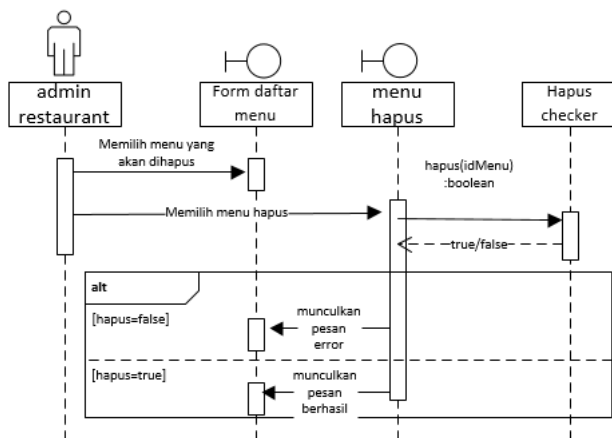 admin
restaurant
Form daftar
menu
menu
hapus
Hapus
checker
Memilih menu yang
akan dihapus
hapus(idMenu)
:boolean
Memilih menu hapus
true/false
alt
[hapus=false]
munculkan
pesan
error
[hapus=true]
munculkan
pesan
berhasil